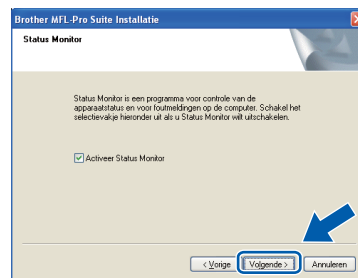 Brother MFL-Pro Suite Installatie
Status Monitor
Status Monitor is een programma voor controle van de
apparaatstatus en voor foutmeldingen op de computer. Schakel het
selectievakje hieronder uit als u Status Monitor wilt uitschakelen.
Activeer Status Monitor
< Vorige
Volgende >
Annuleren